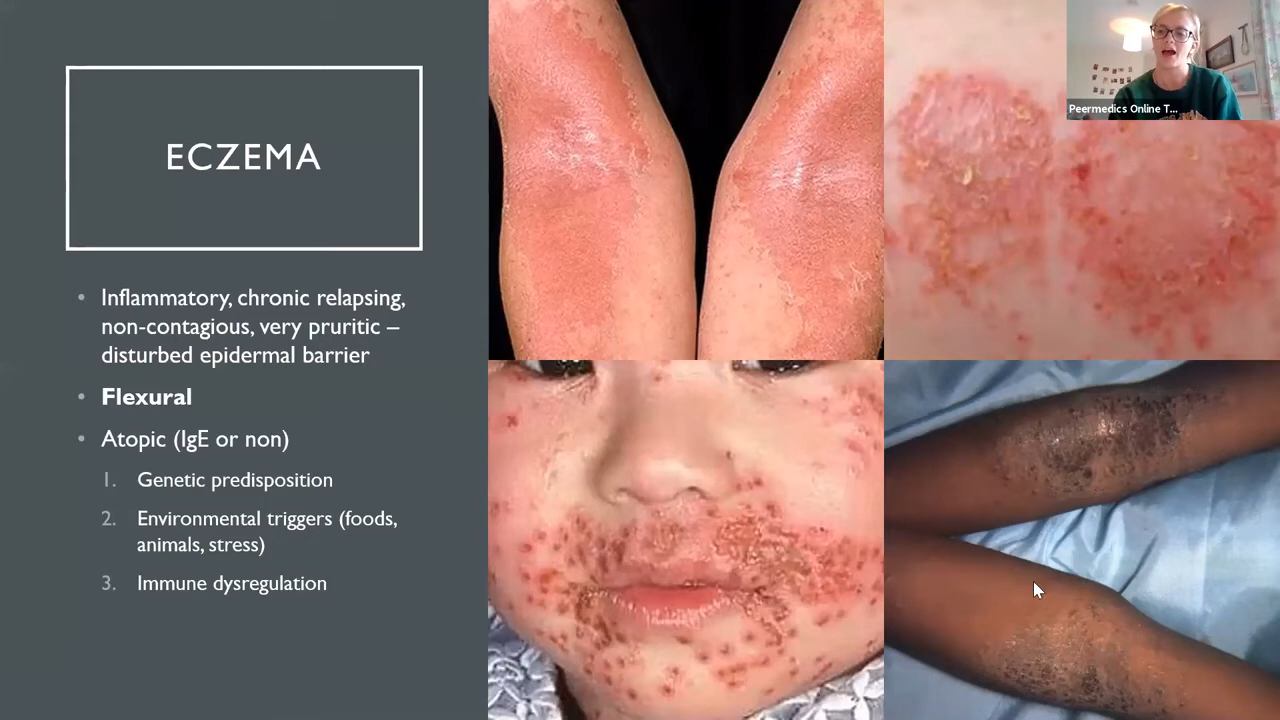 ECZEMA
• Inflammatory, chronic relapsing,
non-contagious, very pruritic –
disturbed epidermal barrier
• Flexural
• Atopic (IgE or non)
1. Genetic predisposition
2. Environmental triggers (foods,
animals, stress)
3. Immune dysregulation
Peermedics Online T...